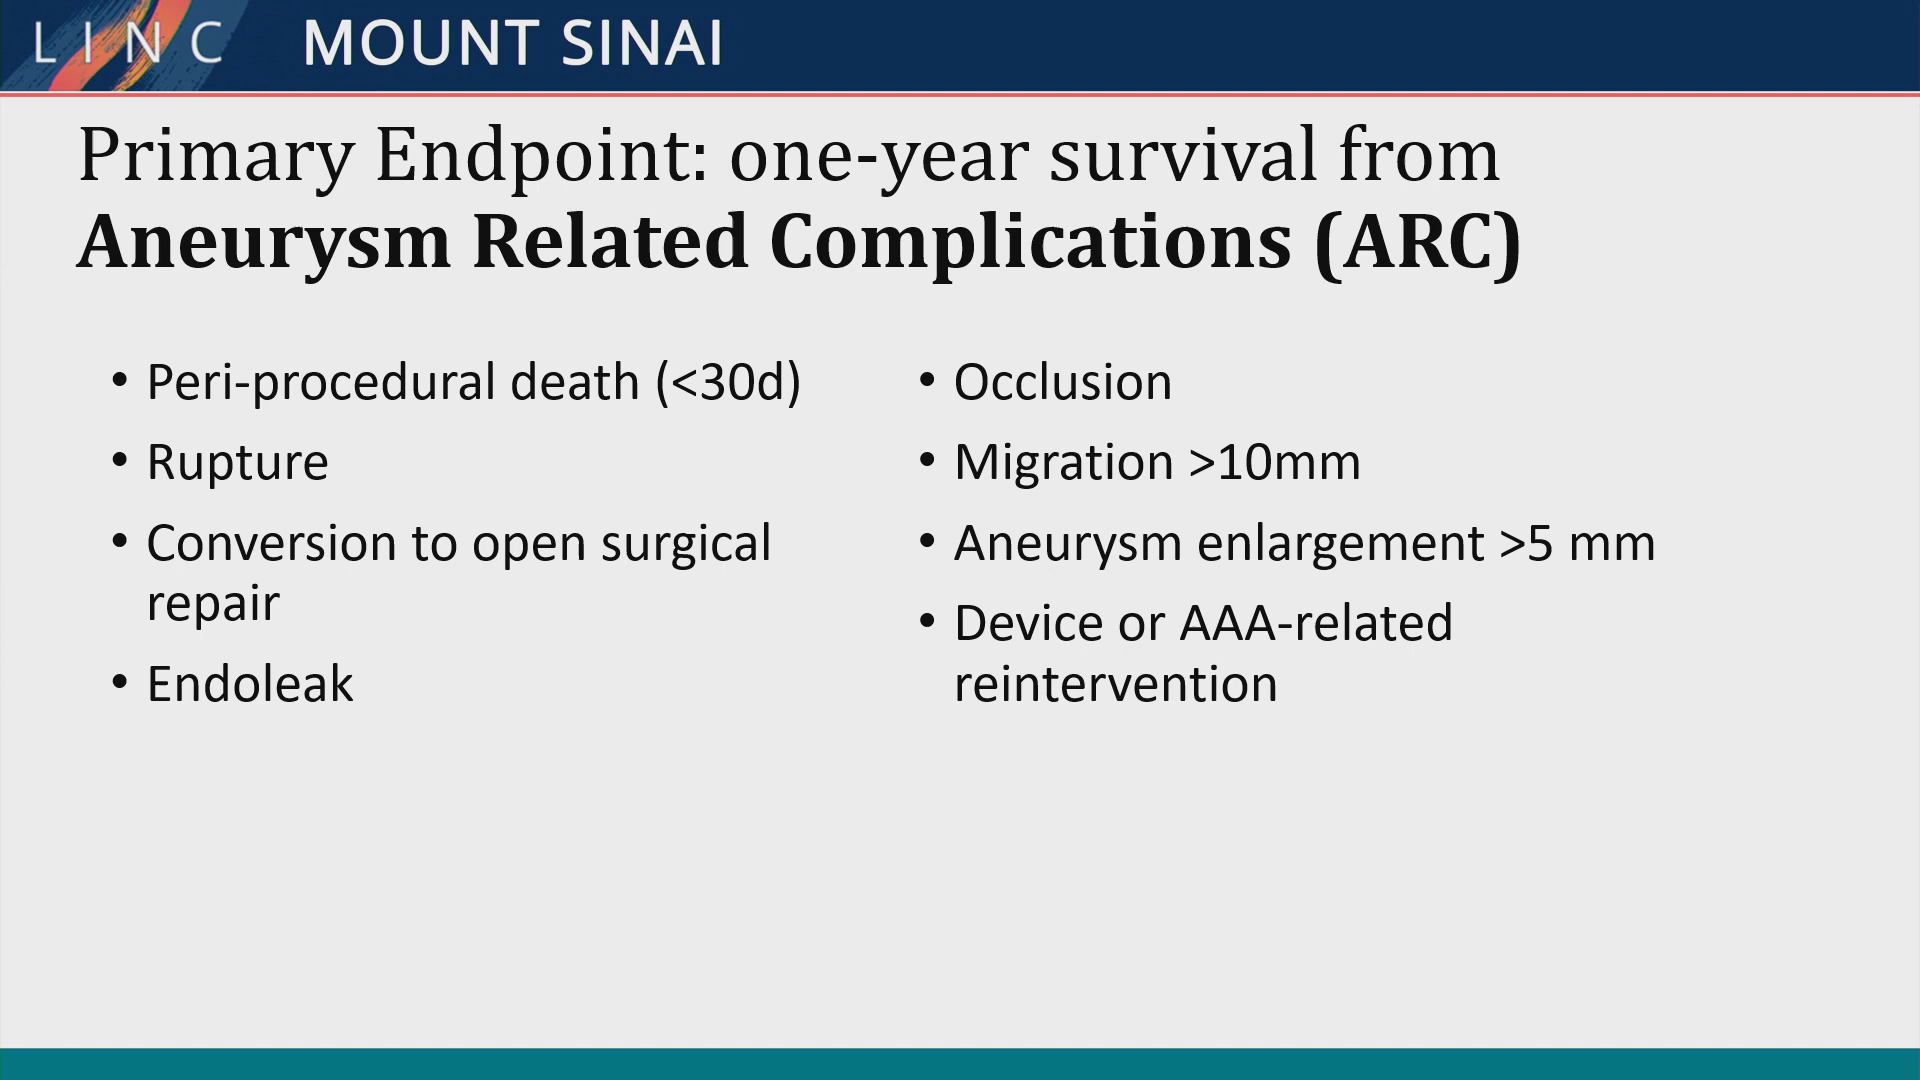 LINC MOUNT SINAI
Primary Endpoint: one-year survival from
Aneurysm Related Complications (ARC)
• Peri-procedural death (<30d)
• Rupture
• Conversion to open surgical
repair
• Endoleak
• Occlusion
• Migration >10mm
• Aneurysm enlargement >5 mm
• Device or AAA-related
reintervention